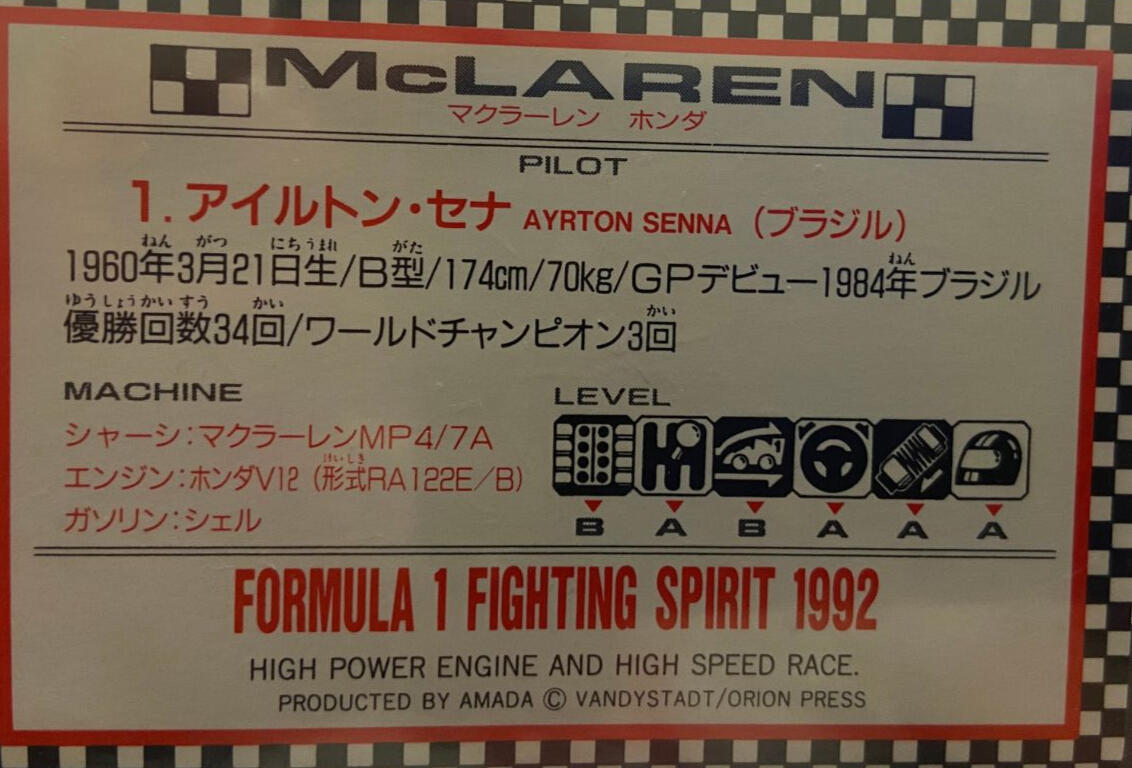 McLAREN
マクラーレン ホンダ
PILOT
1.アイルトン・セナ AYRTON SENNA（ブラジル）
ねん がつ にちうまれ がた ねん
1960年3月21日生/B型/174cm/70kg/GPデビュー1984年ブラジル
ゆうしょうかいすう かい かい
優勝回数34回/ワールドチャンピオン3回
MACHINE
シャーシ:マクラーレンMP4/7A
けいしき
エンジン:ホンダV12（形式RA122E/B）
ガソリン:シェル
LEVEL
B A B A A A
FORMULA 1 FIGHTING SPIRIT 1992
HIGH POWER ENGINE AND HIGH SPEED RACE.
PRODUCTED BY AMADA © VANDYSTADT/ORION PRESS